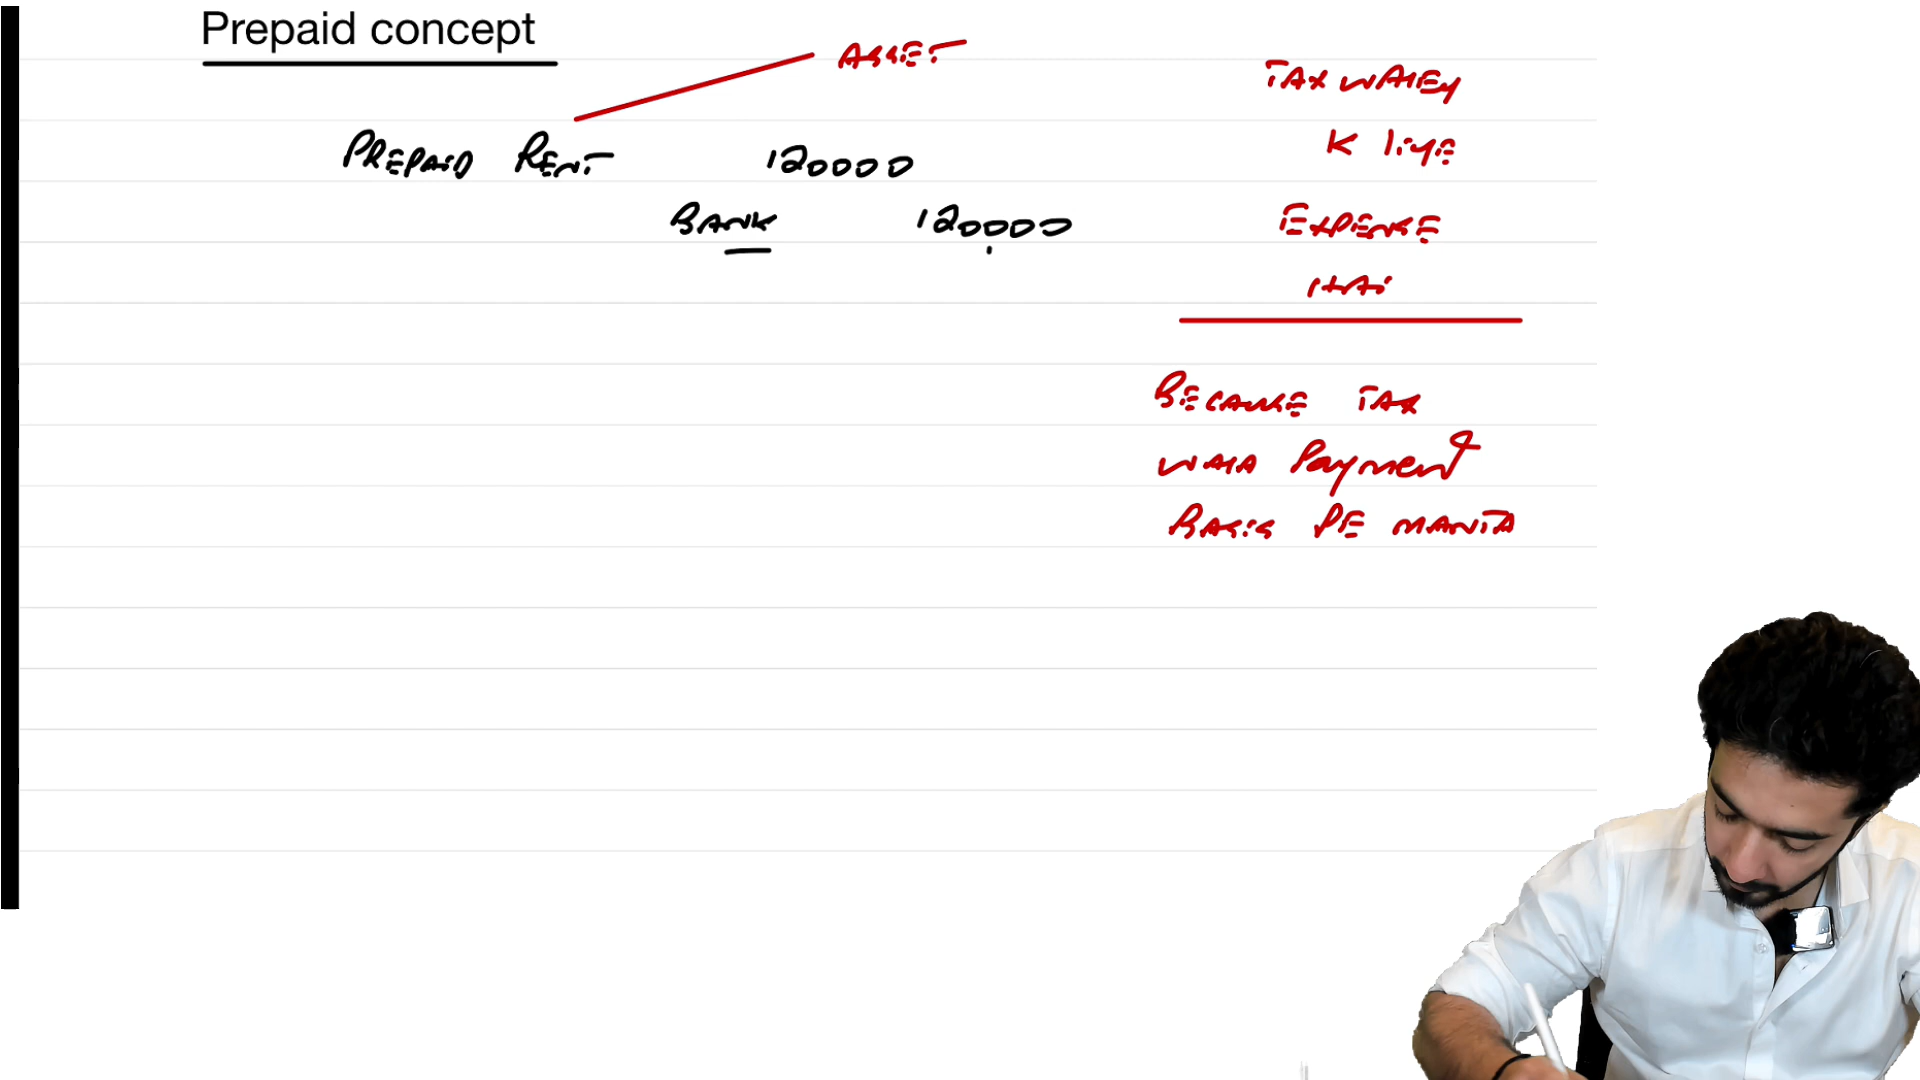 Prepaid concept
ASSET
PREPAID RENT 120000
BANK 120000
TAX WALEY
K liye
EXPENSE
HAi
BECAUSE TAX
WALA Payment
BASiS PE MANTA